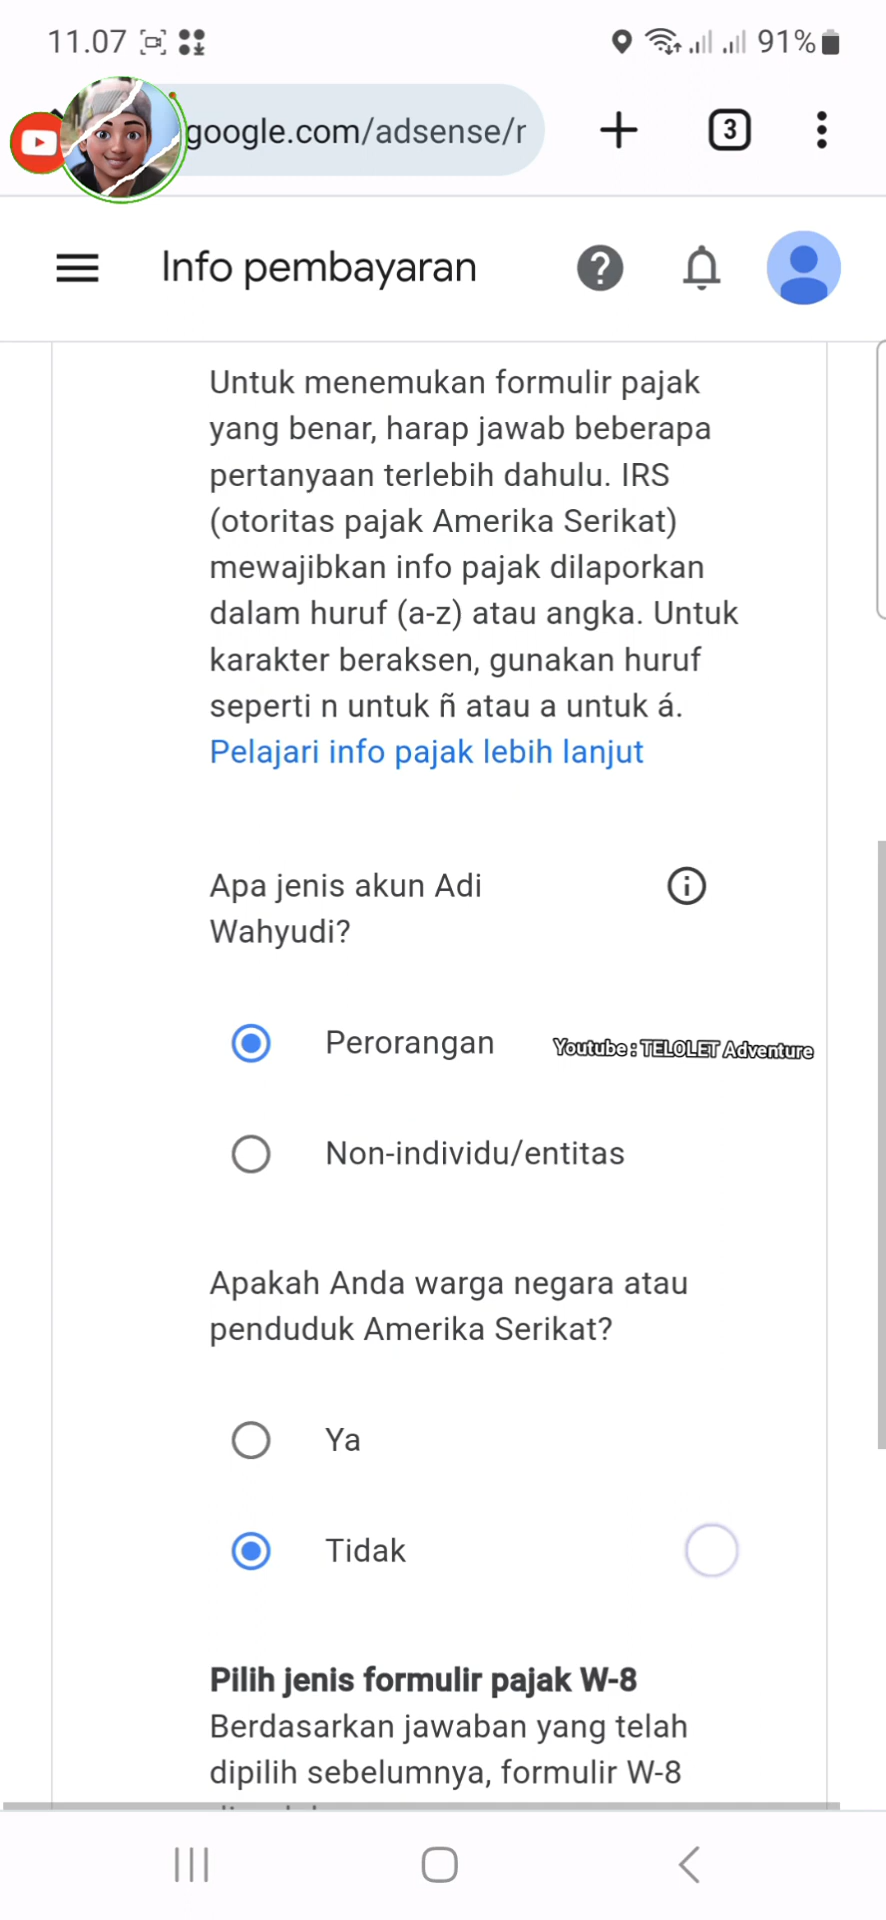 11.07
91%
google.com/adsense/r
3
Info pembayaran
Untuk menemukan formulir pajak
yang benar, harap jawab beberapa
pertanyaan terlebih dahulu. IRS
(otoritas pajak Amerika Serikat)
mewajibkan info pajak dilaporkan
dalam huruf (a-z) atau angka. Untuk
karakter beraksen, gunakan huruf
seperti n untuk ñ atau a untuk á.
Pelajari info pajak lebih lanjut
Apa jenis akun Adi
Wahyudi?
Perorangan
Youtube : TELOLET Adventure
Non-individu/entitas
Apakah Anda warga negara atau
penduduk Amerika Serikat?
Ya
Tidak
Pilih jenis formulir pajak W-8
Berdasarkan jawaban yang telah
dipilih sebelumnya, formulir W-8